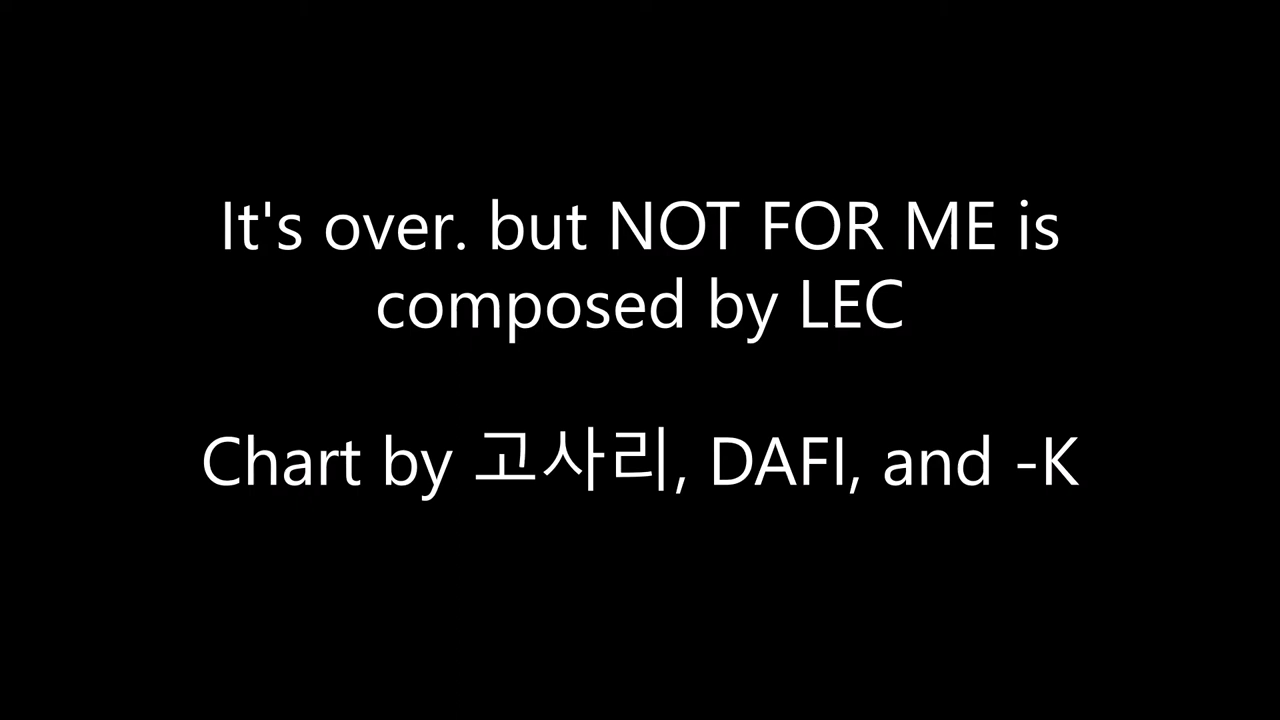 It's over. but NOT FOR ME is
composed by LEC
Chart by 고사리, DAFI, and -K